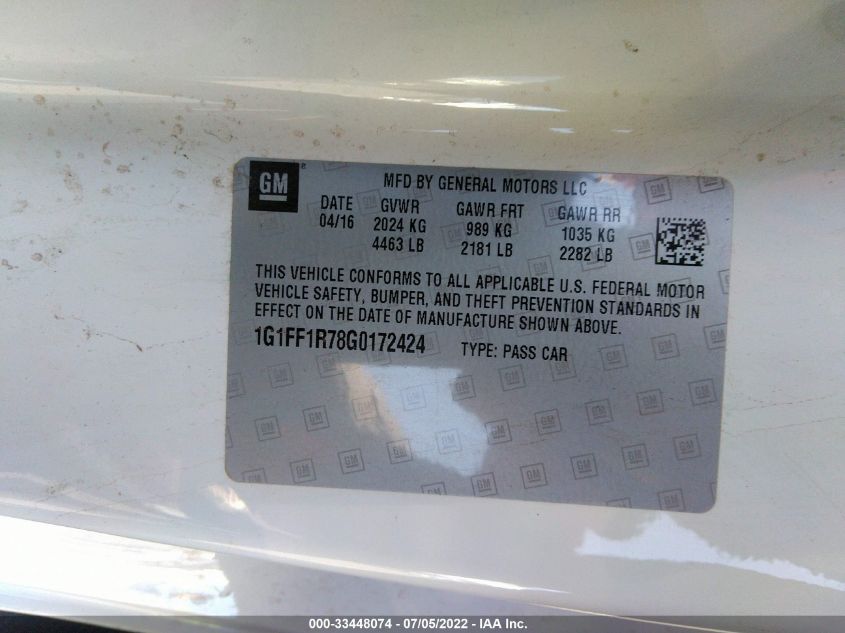 GM
MFD BY GENERAL MOTORS LLC
DATE GVWR GAWR FRT GAWR RR
04/16 2024 KG 989 KG 1035 KG
4463 LB 2181 LB 2282 LB
THIS VEHICLE CONFORMS TO ALL APPLICABLE U.S. FEDERAL MOTOR
VEHICLE SAFETY, BUMPER, AND THEFT PREVENTION STANDARDS IN
EFFECT ON THE DATE OF MANUFACTURE SHOWN ABOVE.
1G1FF1R78G0172424 TYPE: PASS CAR
000-33448074 - 07/05/2022 - IAA Inc.